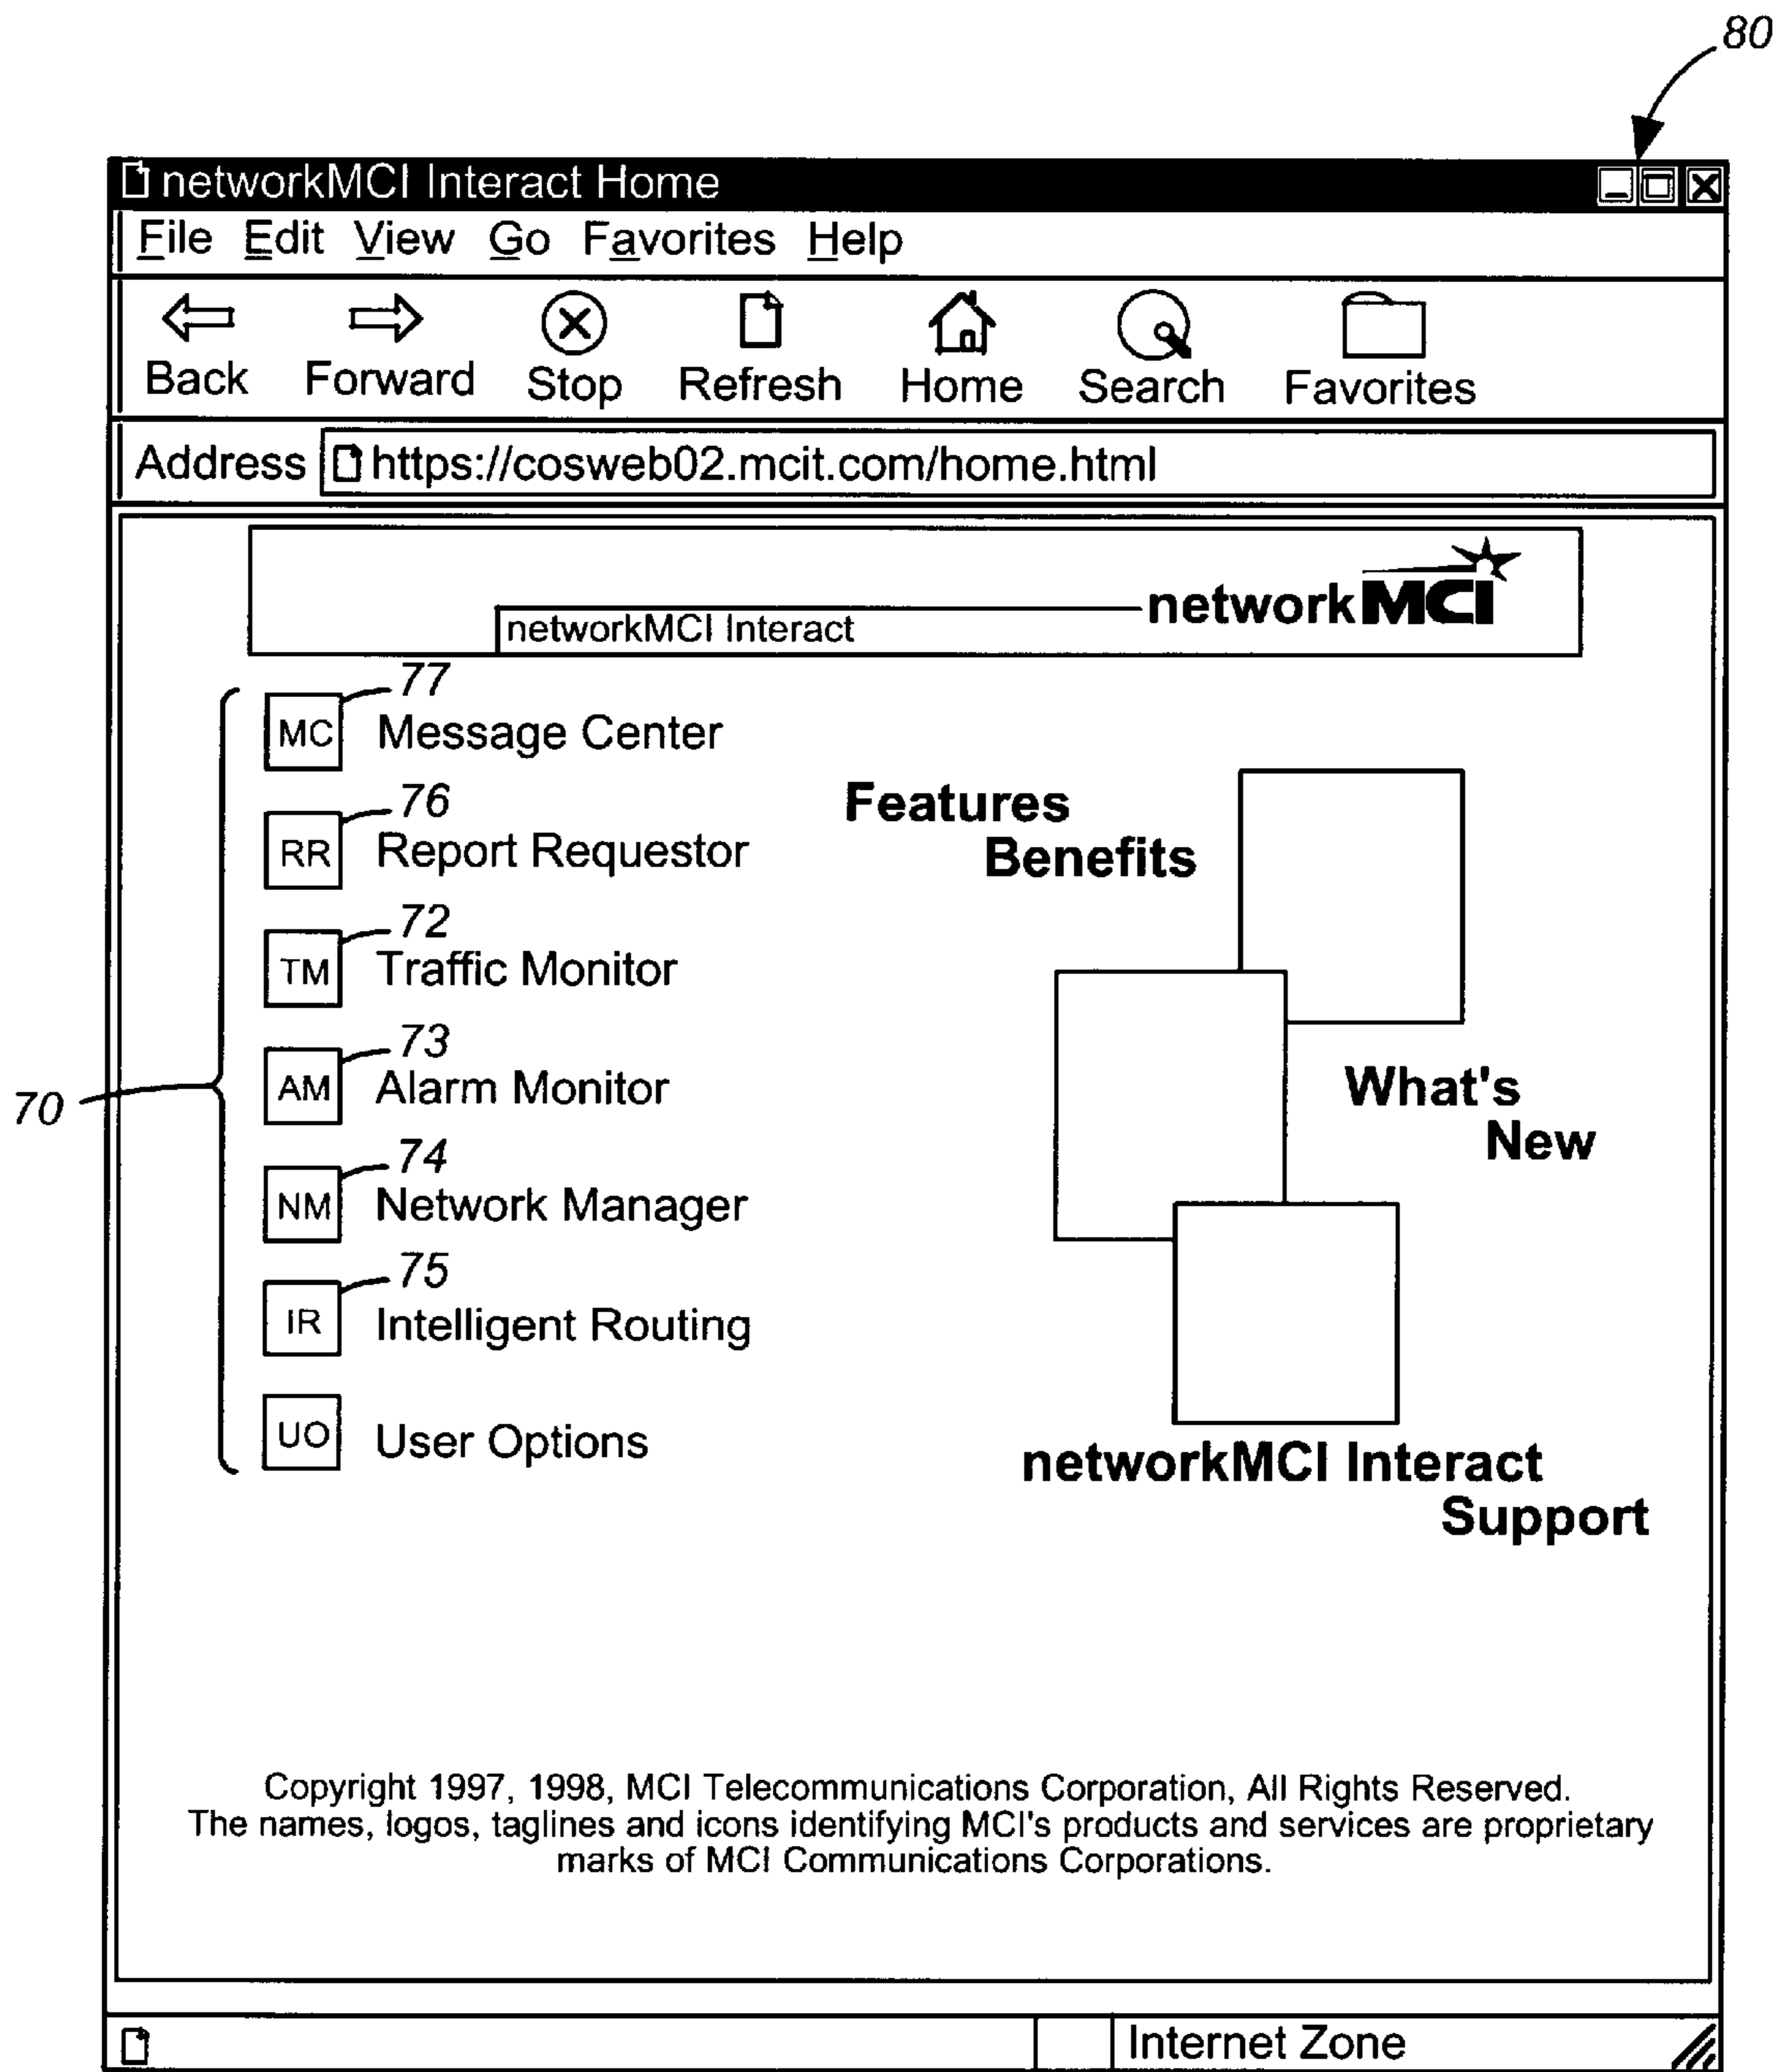 80
networkMCI Interact Home
File Edit View Go Favorites Help
Back Forward Stop Refresh Home Search Favorites
Address https://cosweb02.mcit.com/home.html
networkMCI
networkMCI Interact
77
MC Message Center
76
RR Report Requestor
72
TM Traffic Monitor
73
AM Alarm Monitor
70
74
NM Network Manager
75
IR Intelligent Routing
UO User Options
Features
Benefits
What's
New
networkMCI Interact
Support
Copyright 1997, 1998, MCI Telecommunications Corporation, All Rights Reserved.
The names, logos, taglines and icons identifying MCI's products and services are proprietary
marks of MCI Communications Corporations.
Internet Zone